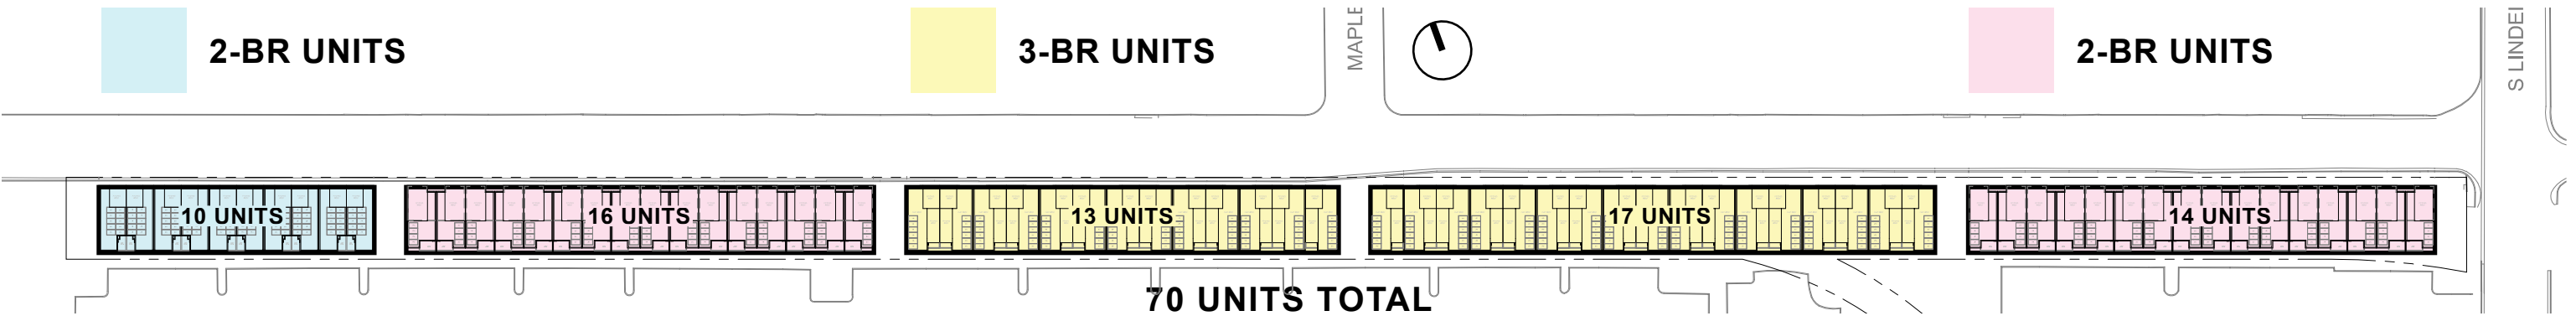 2-BR UNITS
3-BR UNITS
MAPLE
2-BR UNITS
S LINDEI
10 UNITS
16 UNITS
13 UNITS
17 UNITS
14 UNITS
70 UNITS TOTAL